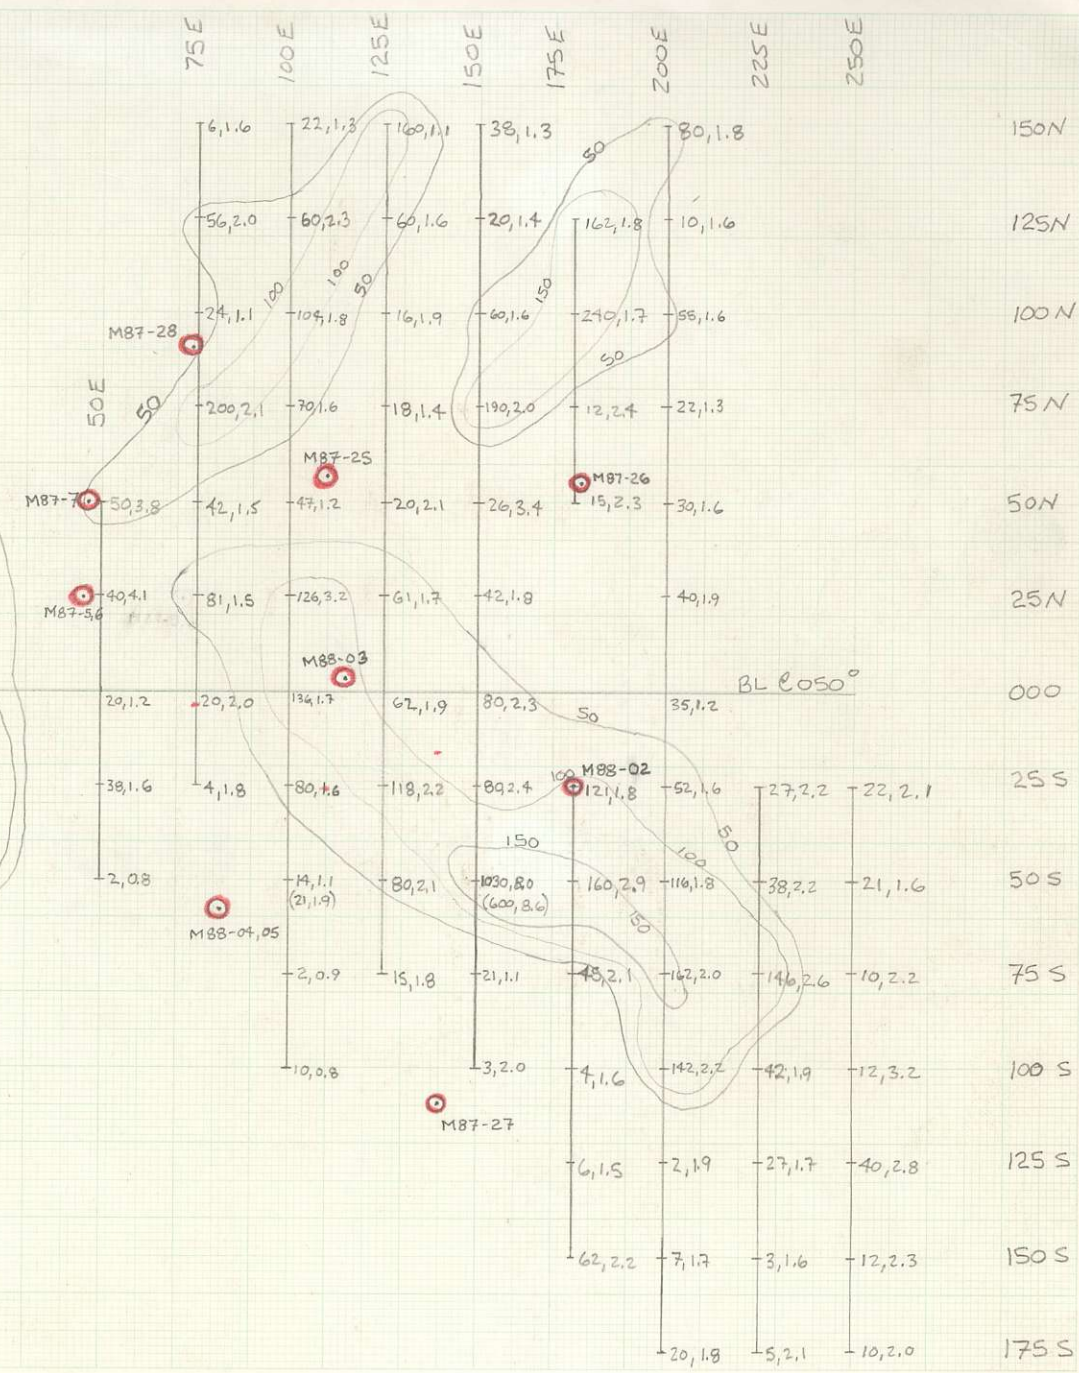 75E 100E 125E 150E 175E 200E 225E 250E
6,1.6 22,1.3 160,1.1 38,1.3 80,1.8 150N
50
56,2.0 60,2.3 60,1.6 20,1.4 162,1.8 10,1.6 125N
100 100 50 150
24,1.1 104,1.8 16,1.9 60,1.6 240,1.7 55,1.6 100N
M87-28
50
50E 50
200,2.1 70,1.6 18,1.4 190,2.0 12,2.4 22,1.3 75N
M87-25
M87-26
M87-7 50,3.8 42,1.5 47,1.2 20,2.1 26,3.4 15,2.3 30,1.6 50N
40,4.1 81,1.5 126,3.2 61,1.7 42,1.8 40,1.9 25N
M87-5,6
M88-03
BL @050°
000
20,1.2 20,2.0 136,1.7 62,1.9 80,2.3 35,1.2
50
100 M88-02
38,1.6 4,1.8 80,1.6 118,2.2 80,2.4 121,1.8 52,1.6 27,2.2 22,2.1 25S
150 100 50
2,0.8 14,1.1 80,2.1 1030,8.0 160,2.9 116,1.8 38,2.2 21,1.6 50S
(21,1.9) (600,8.6)
150
M88-04,05
2,0.9 15,1.8 21,1.1 45,2.1 162,2.0 146,2.6 10,2.2 75S
10,0.8 3,2.0 4,1.6 142,2.2 42,1.9 12,3.2 100S
M87-27
6,1.5 2,1.9 27,1.7 40,2.8 125S
62,2.2 7,1.7 3,1.6 12,2.3 150S
20,1.8 5,2.1 10,2.0 175S